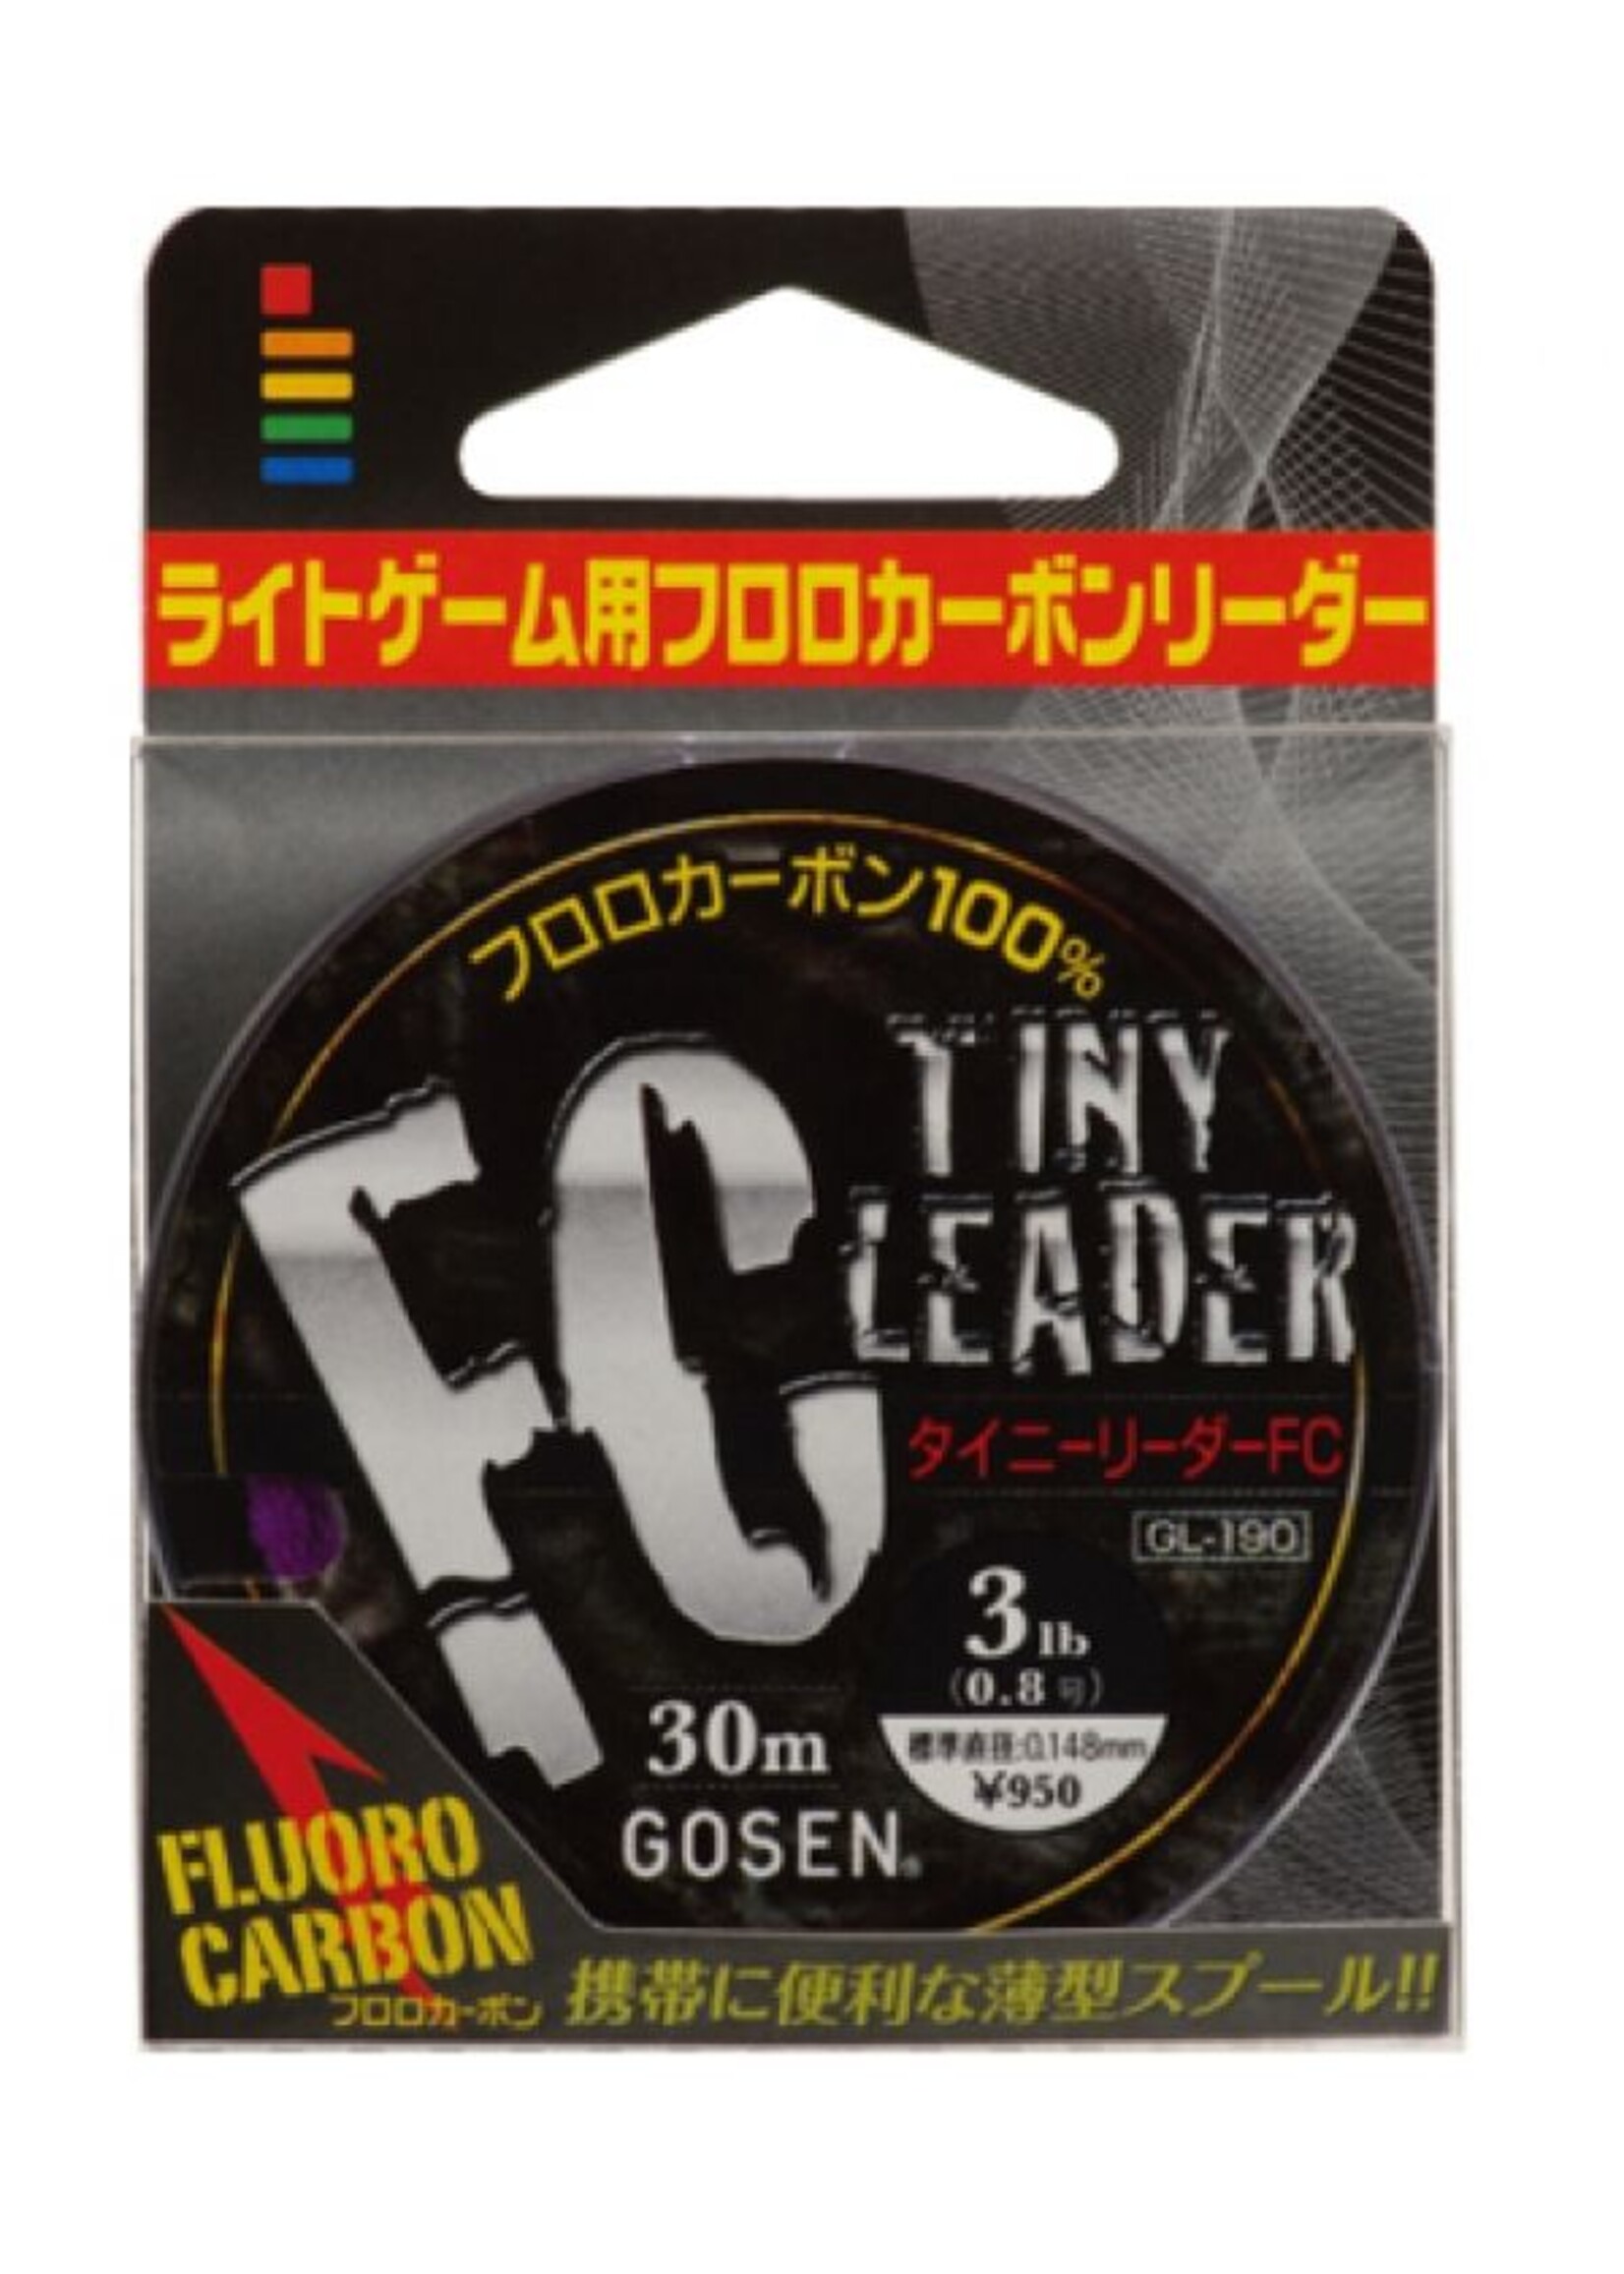 ライトゲーム用フロロカーボンリーダー
フロロカーボン100%
FC
TINY
LEADER
タイニーリーダーFC
GL-190
3lb
(0.8号)
標準直径:0.148mm
¥950
30m
GOSEN
FLUORO
CARBON
フロロカーボン
携帯に便利な薄型スプール!!